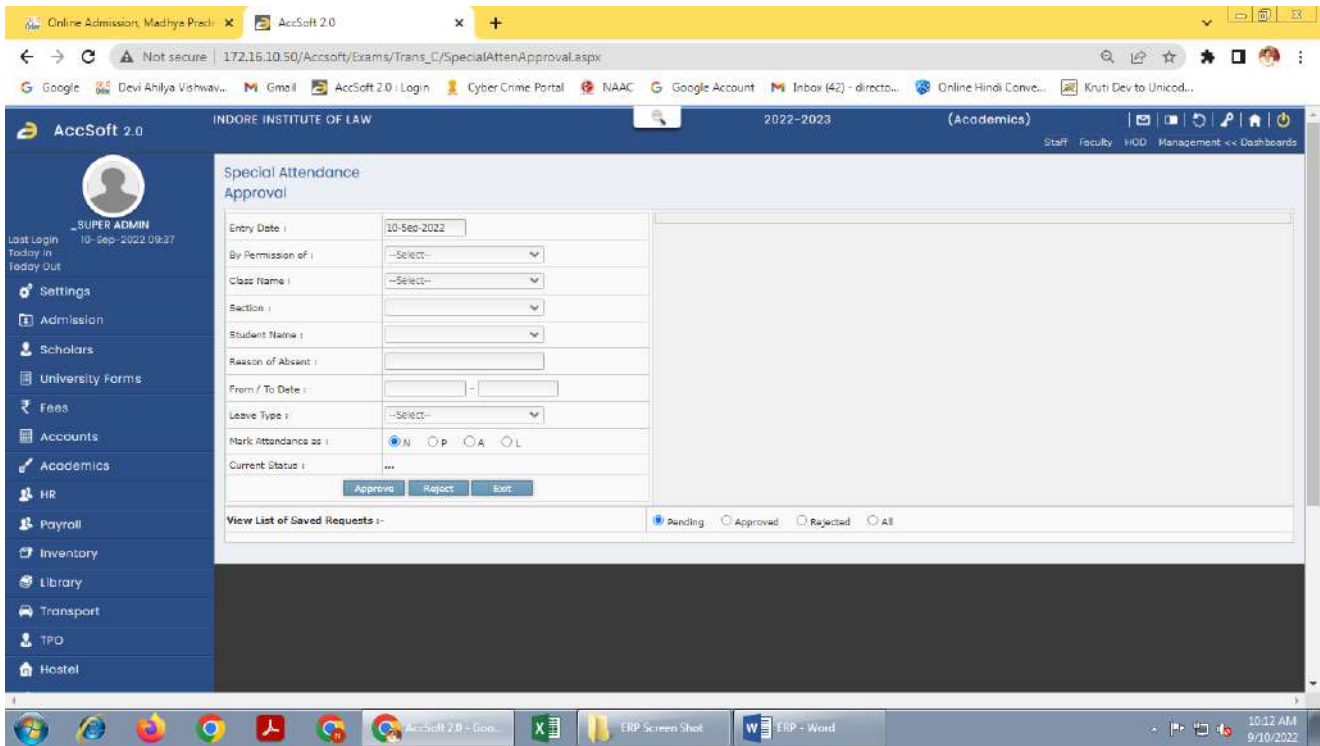 Online Admission, Madhya Prad
AccSoft 2.0
Not secure 172.16.10.50/Accsoft/Exams/Trans_C/SpecialAttenApproval.aspx
Google Devi Ahilya Vishwav... Gmail AccSoft 2.0 : Login Cyber Crime Portal NAAC Google Account Inbox (42) - directo... Online Hindi Conve... Kruti Dev to Unicod...
AccSoft 2.0
INDORE INSTITUTE OF LAW 2022-2023 (Academics)
Staff Faculty HOD Management << Dashboards
_SUPER ADMIN
Last Login 10-Sep-2022 09:37
Today In
Today Out
Settings
Admission
Scholars
University Forms
Fees
Accounts
Academics
HR
Payroll
Inventory
Library
Transport
TPO
Hostel
Special Attendance
Approval
Entry Date : 10-Sep-2022
By Permission of : --Select--
Class Name : --Select--
Section :
Student Name :
Reason of Absent :
From / To Date : -
Leave Type : --Select--
Mark Attendance as : N P A L
Current Status : ...
Approve Reject Exit
View List of Saved Requests :- Pending Approved Rejected All
AccSoft 2.0 - Goo... ERP Screen Shot ERP - Word
10:12 AM
9/10/2022